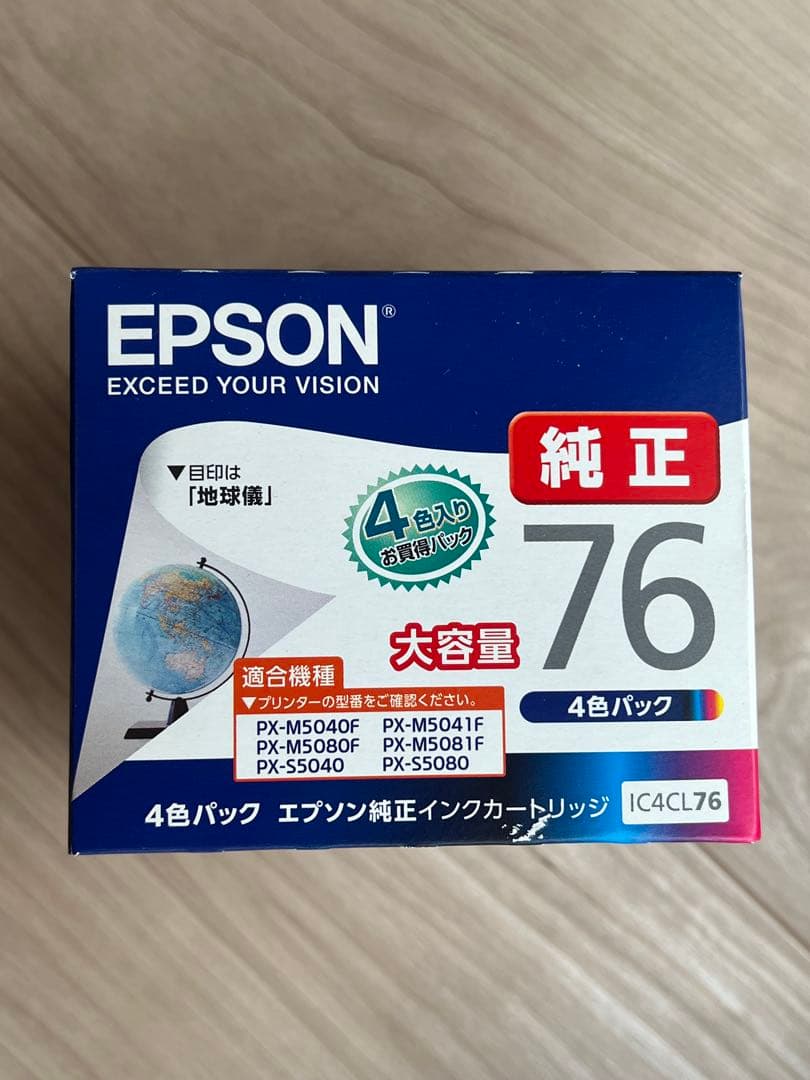 EPSON®
EXCEED YOUR VISION
純正
▼目印は
「地球儀」
4色入り
お買得パック
76
大容量
4色パック
適合機種
▼プリンターの型番をご確認ください。
PX-M5040F PX-M5041F
PX-M5080F PX-M5081F
PX-S5040 PX-S5080
4色パック エプソン純正インクカートリッジ IC4CL76